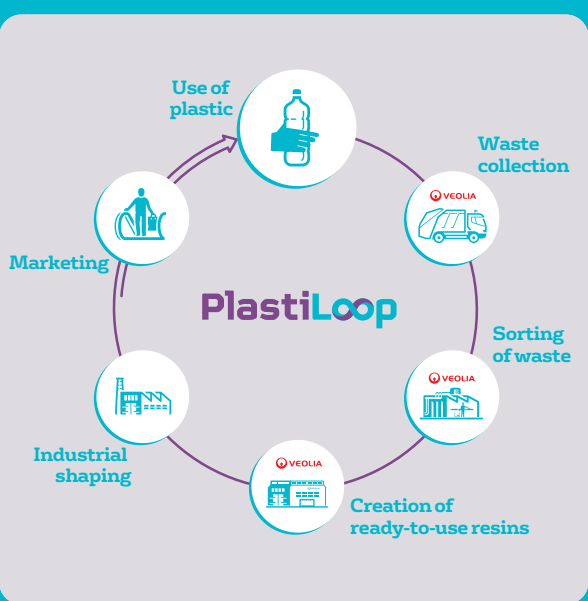 Use of
plastic
Waste
collection
VEOLIA
Marketing
PlastiLoop
Sorting
of waste
VEOLIA
Industrial
shaping
VEOLIA
Creation of
ready-to-use resins